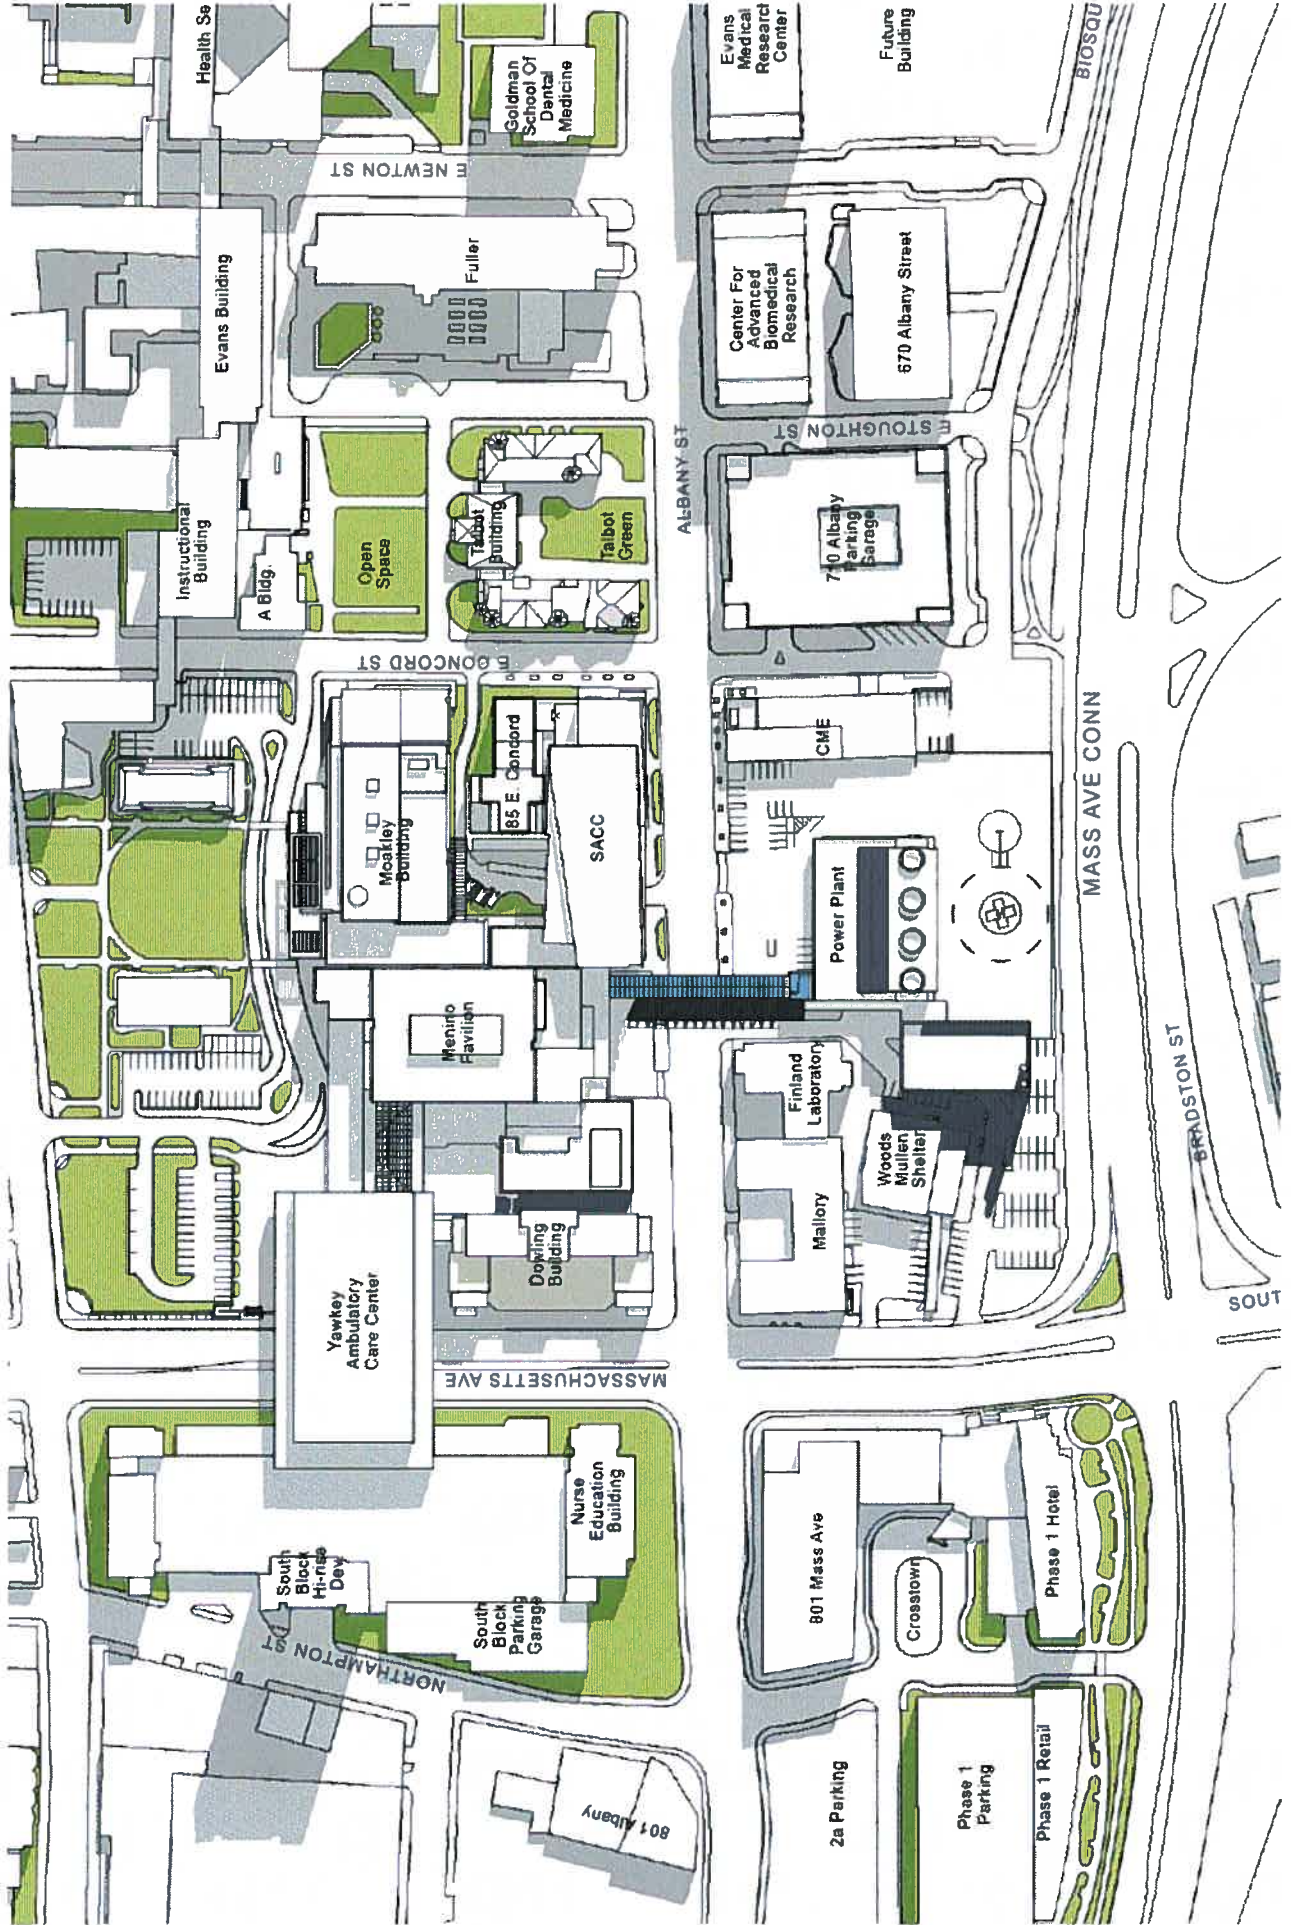 Health Se
Goldman
School Of
Dental
Medicine
Evans
Medical
Research
Center
Future
Building
BIOSQU
E NEWTON ST
Evans Building
Fuller
Center For
Advanced
Biomedical
Research
670 Albany Street
E STOUGHTON ST
ALBANY ST
Instructional
Building
A Bldg.
Open
Space
Talbot
Building
Talbot
Green
710 Albany
Parking
Garage
E CONCORD ST
Moakley
Building
85 E. Concord
SACC
CME
MASS AVE CONN
Power Plant
Menino
Pavilion
Finland
Laboratory
Woods
Mullen
Shelter
BRADSTON ST
Mallory
Dowling
Building
Yawkey
Ambulatory
Care Center
SOUT
MASSACHUSETTS AVE
Nurse
Education
Building
South
Block
Hi-rise
Dev.
South
Block
Parking
Garage
NORTHAMPTON ST
801 Mass Ave
Crosstown
Phase 1 Hotel
801 Albany
2a Parking
Phase 1
Parking
Phase 1 Retail